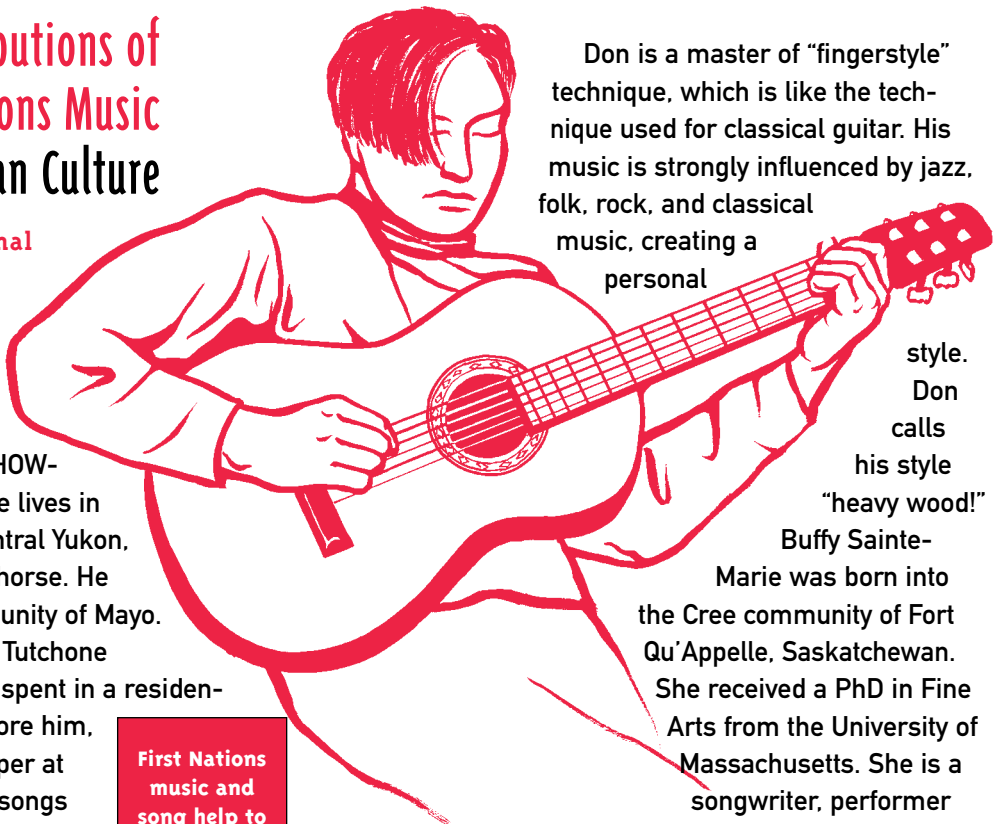 butions of
ons Music
an Culture
nal
HOW-
e lives in
ntral Yukon,
horse. He
unity of Mayo.
Tutchone
spent in a residen-
ore him,
per at
songs
First Nations
music and
song help to
Don is a master of “fingerstyle”
technique, which is like the tech-
nique used for classical guitar. His
music is strongly influenced by jazz,
folk, rock, and classical
music, creating a
personal
style.
Don
calls
his style
“heavy wood!”
Buffy Sainte-
Marie was born into
the Cree community of Fort
Qu’Appelle, Saskatchewan.
She received a PhD in Fine
Arts from the University of
Massachusetts. She is a
songwriter, performer